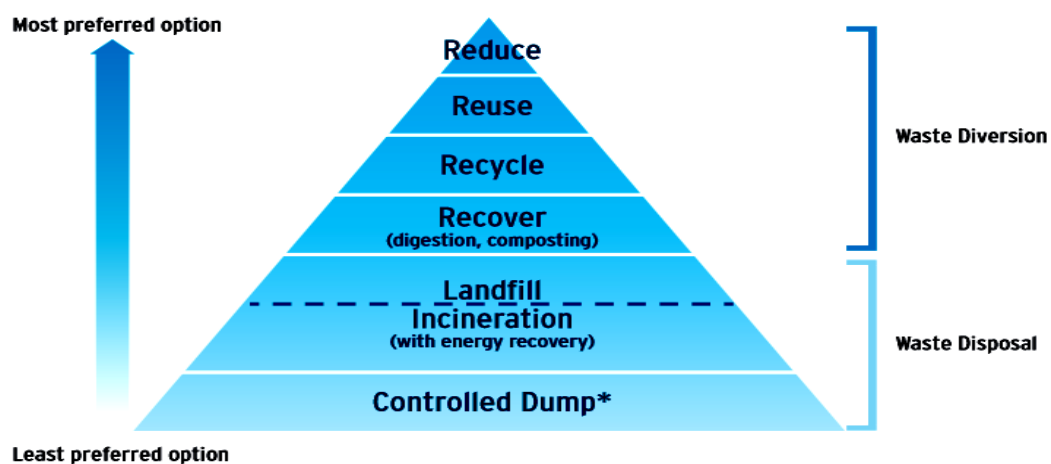 Most preferred option
Reduce
Reuse
Recycle
Recover
(digestion, composting)
Landfill
Incineration
(with energy recovery)
Controlled Dump*
Least preferred option
Waste Diversion
Waste Disposal